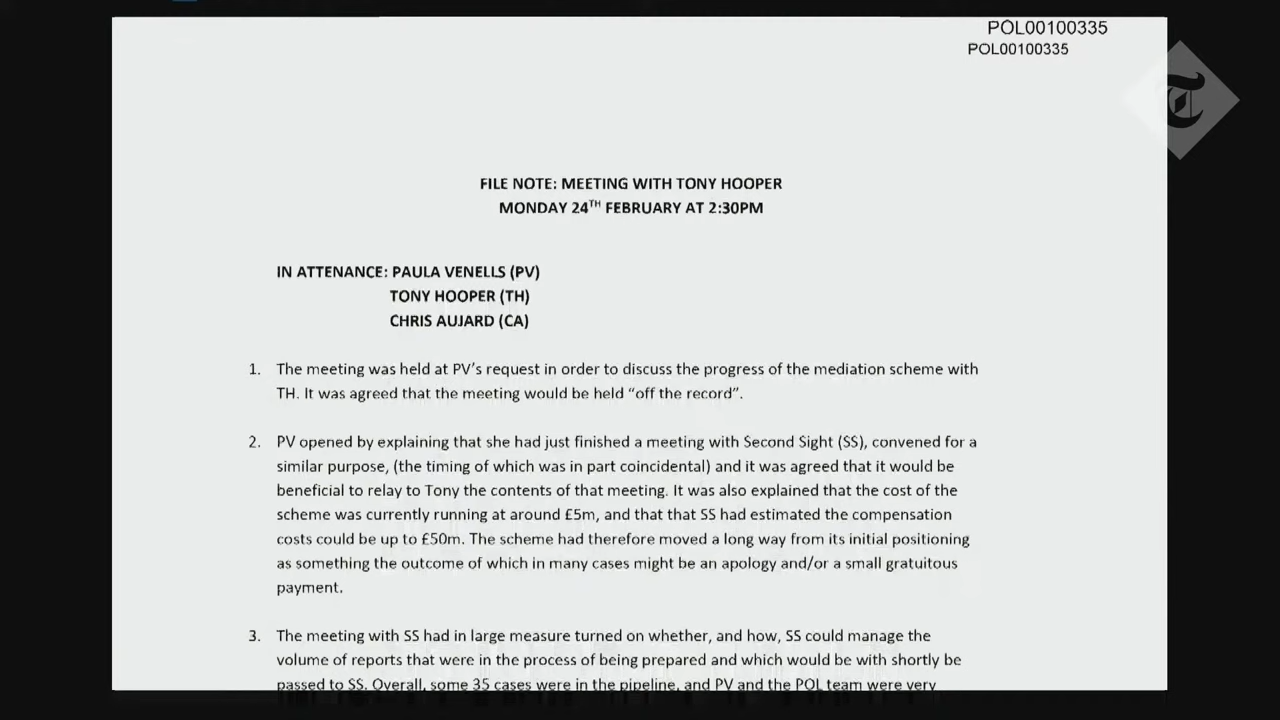 POL00100335
POL00100335
FILE NOTE: MEETING WITH TONY HOOPER
MONDAY 24TH FEBRUARY AT 2:30PM
IN ATTENANCE: PAULA VENELLS (PV)
TONY HOOPER (TH)
CHRIS AUJARD (CA)
1. The meeting was held at PV’s request in order to discuss the progress of the mediation scheme with
TH. It was agreed that the meeting would be held “off the record”.
2. PV opened by explaining that she had just finished a meeting with Second Sight (SS), convened for a
similar purpose, (the timing of which was in part coincidental) and it was agreed that it would be
beneficial to relay to Tony the contents of that meeting. It was also explained that the cost of the
scheme was currently running at around £5m, and that that SS had estimated the compensation
costs could be up to £50m. The scheme had therefore moved a long way from its initial positioning
as something the outcome of which in many cases might be an apology and/or a small gratuitous
payment.
3. The meeting with SS had in large measure turned on whether, and how, SS could manage the
volume of reports that were in the process of being prepared and which would be with shortly be
passed to SS. Overall, some 35 cases were in the pipeline, and PV and the POL team were very
T